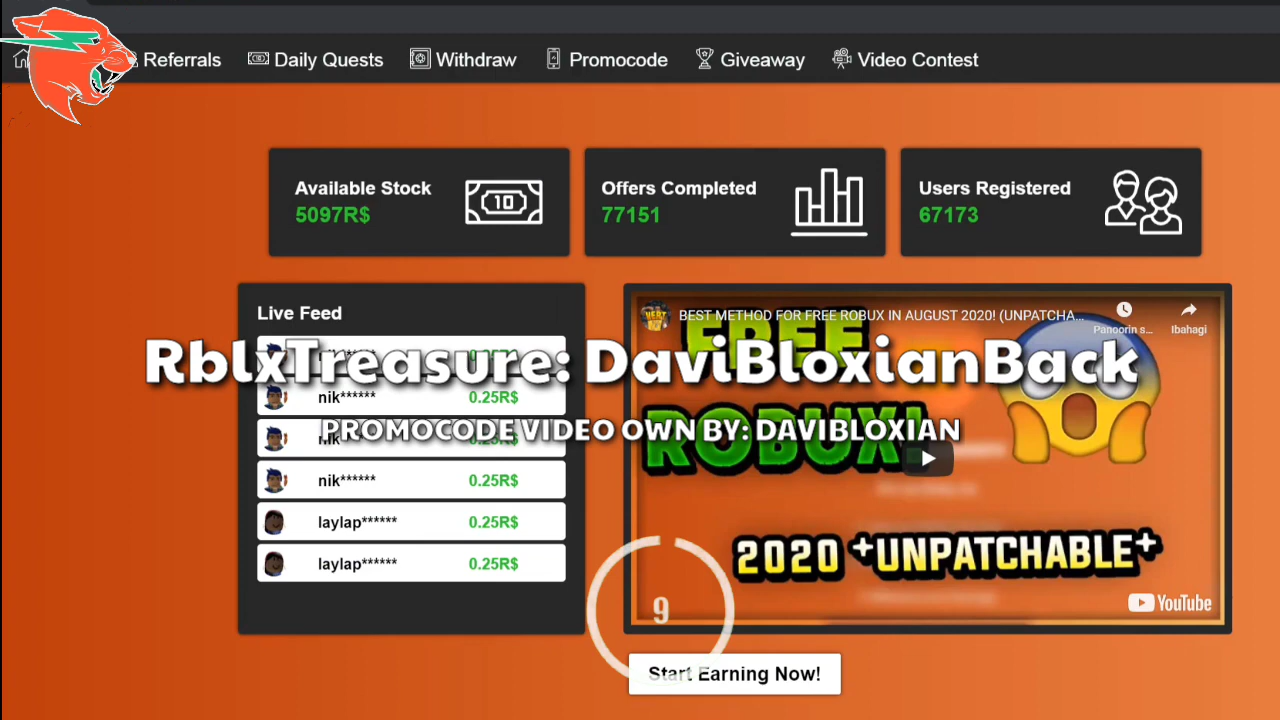 Referrals
Daily Quests
Withdraw
Promocode
Giveaway
Video Contest
Available Stock
5097R$
10
Offers Completed
77151
Users Registered
67173
Live Feed
BEST METHOD FOR FREE ROBUX IN AUGUST 2020! (UNPATCHA...
Panoorin s...
Ibahagi
FREE
RblxTreasure: DaviBloxianBack
nik****** 0.25R$
PROMOCODE VIDEO OWN BY: DAVIBLOXIAN
ROBUX!
nik******
nik****** 0.25R$
laylap****** 0.25R$
laylap****** 0.25R$
2020 *UNPATCHABLE*
YouTube
9
Start Earning Now!